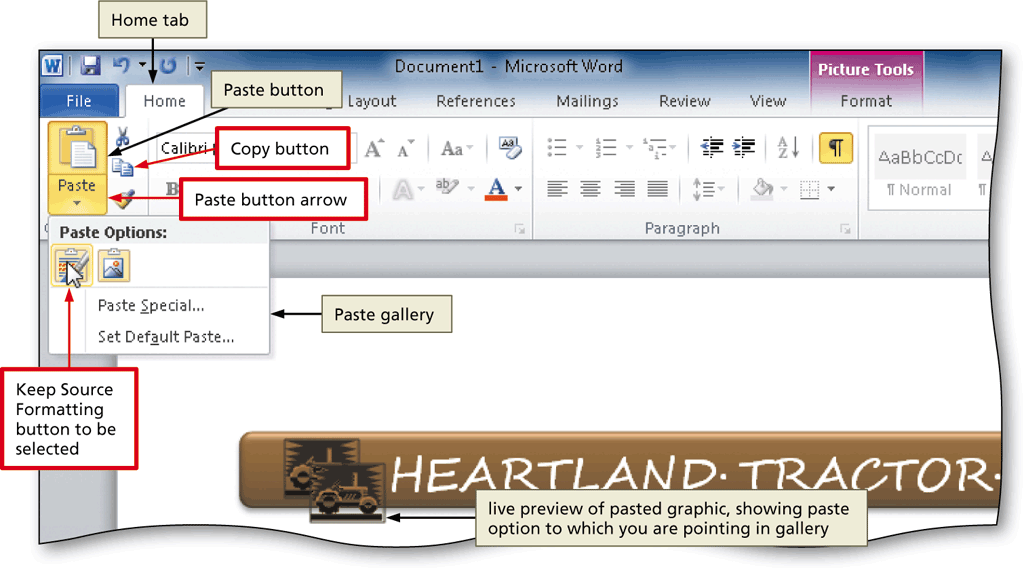 Home tab
Document1 - Microsoft Word
Picture Tools
File
Home
Paste button
Layout
References
Mailings
Review
View
Format
Calibri
Copy button
Aa
AaBbCcDc
Paste
Paste button arrow
¶ Normal
Font
Paragraph
Paste Options:
Paste Special...
Set Default Paste...
Paste gallery
Keep Source
Formatting
button to be
selected
HEARTLAND·TRACTOR·
live preview of pasted graphic, showing paste
option to which you are pointing in gallery